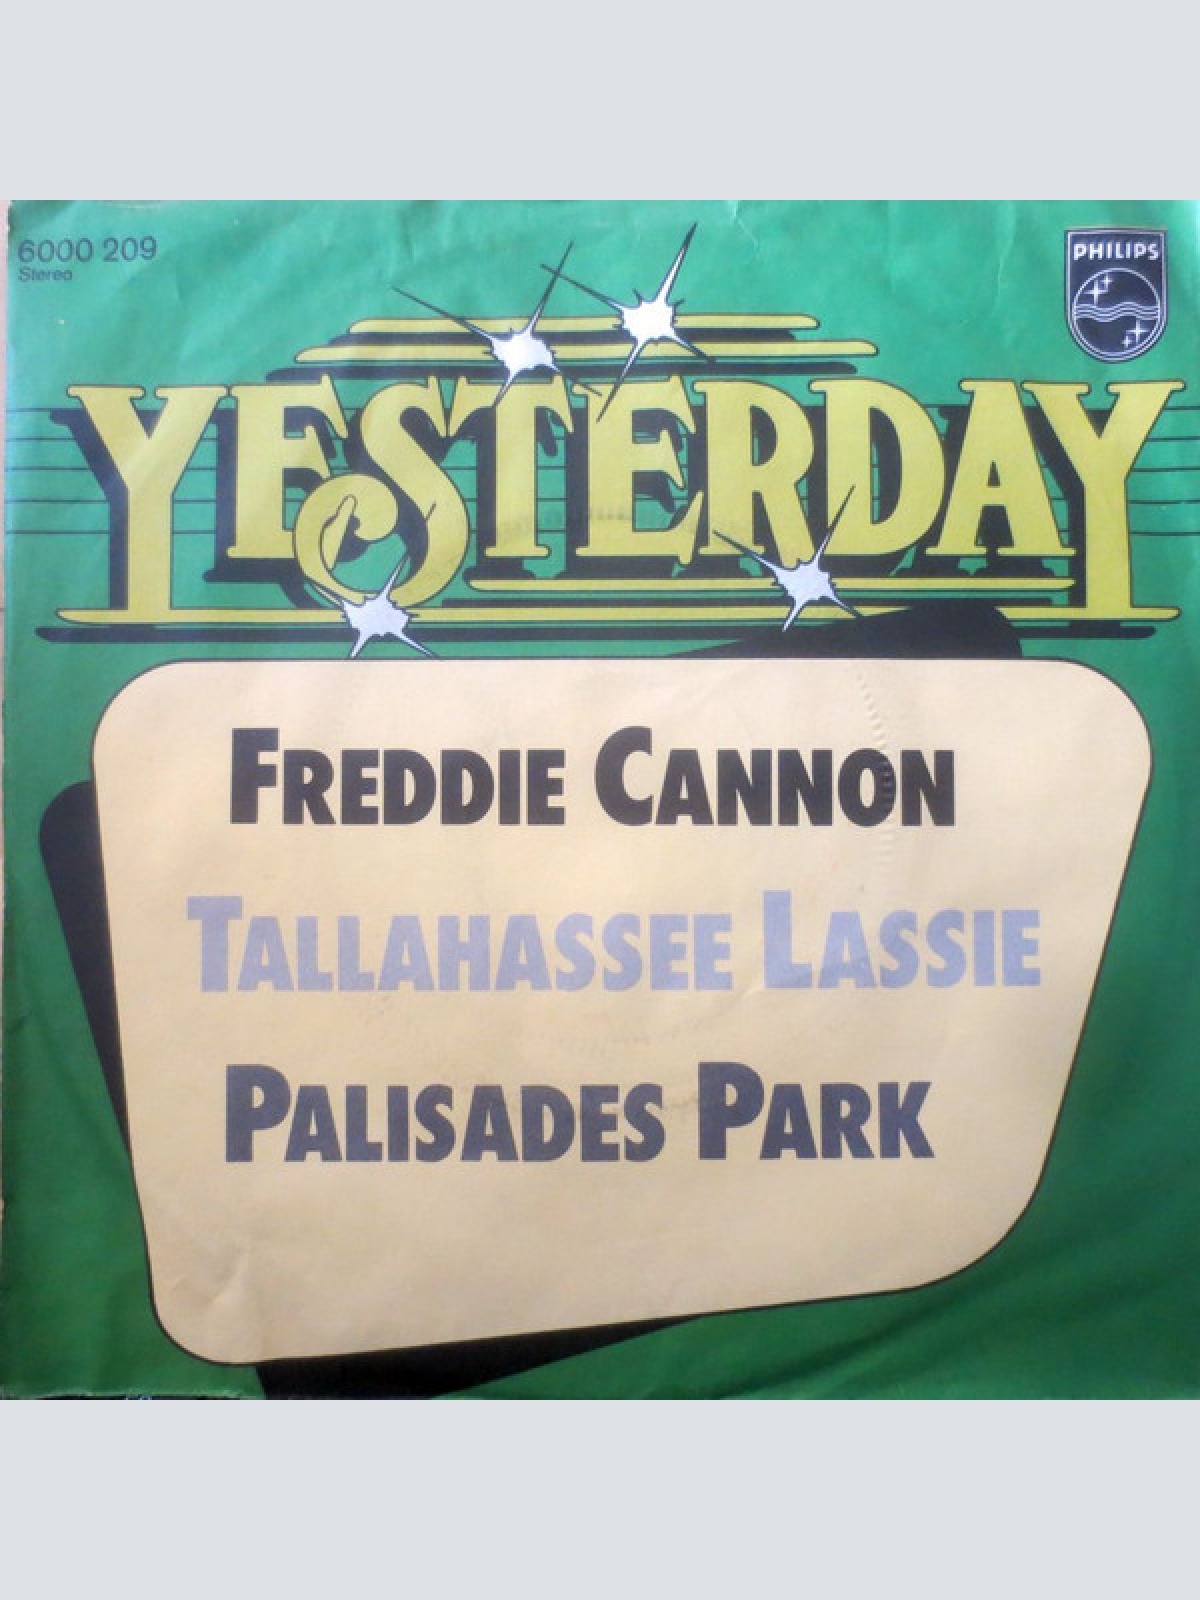 6000 209
Stereo
PHILIPS
YESTERDAY
FREDDIE CANNON
TALLAHASSEE LASSIE
PALISADES PARK